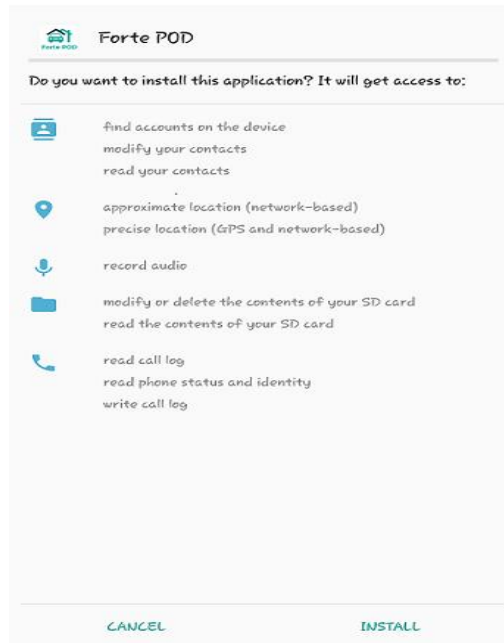 Forte POD
Forte POD
Do you want to install this application? It will get access to:
find accounts on the device
modify your contacts
read your contacts
approximate location (network-based)
precise location (GPS and network-based)
record audio
modify or delete the contents of your SD card
read the contents of your SD card
read call log
read phone status and identity
write call log
CANCEL
INSTALL